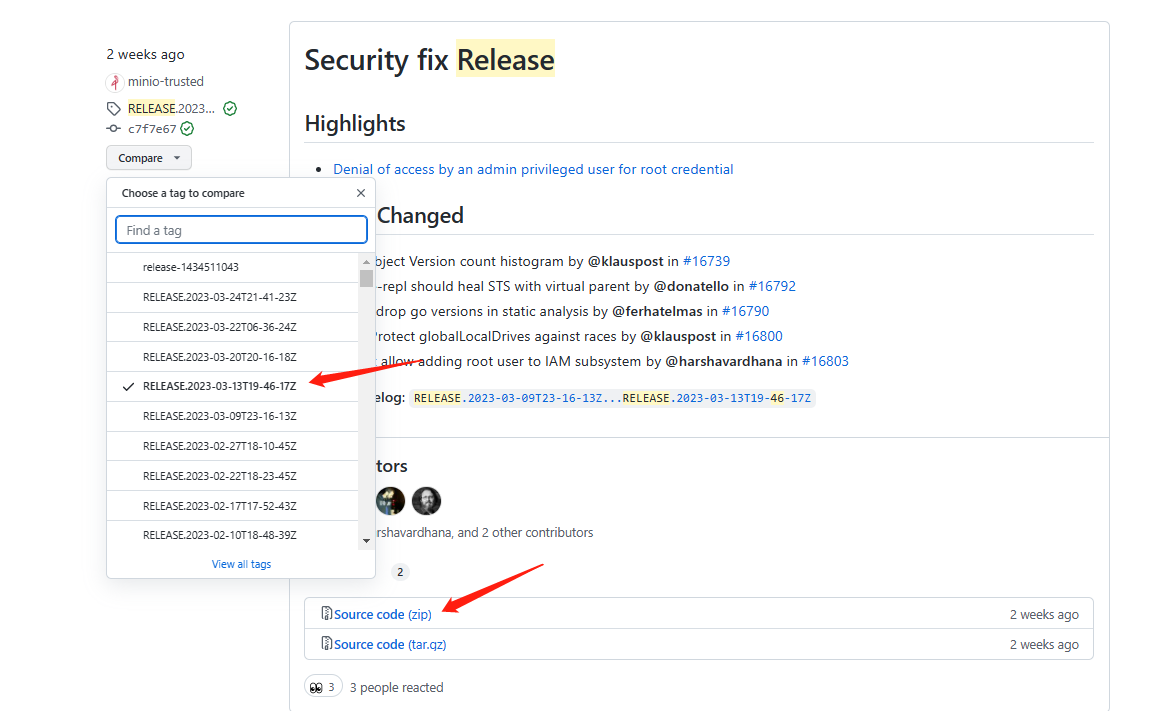 2 weeks ago
minio-trusted
RELEASE.2023...
c7f7e67
Compare
Choose a tag to compare
Find a tag
release-1434511043
RELEASE.2023-03-24T21-41-23Z
RELEASE.2023-03-22T06-36-24Z
RELEASE.2023-03-20T20-16-18Z
RELEASE.2023-03-13T19-46-17Z
RELEASE.2023-03-09T23-16-13Z
RELEASE.2023-02-27T18-10-45Z
RELEASE.2023-02-22T18-23-45Z
RELEASE.2023-02-17T17-52-43Z
RELEASE.2023-02-10T18-48-39Z
View all tags
Security fix Release
Highlights
Denial of access by an admin privileged user for root credential
Changed
bject Version count histogram by @klauspost in #16739
-repl should heal STS with virtual parent by @donatello in #16792
drop go versions in static analysis by @ferhatelmas in #16790
Protect globalLocalDrives against races by @klauspost in #16800
allow adding root user to IAM subsystem by @harshavardhana in #16803
elog: RELEASE.2023-03-09T23-16-13Z...RELEASE.2023-03-13T19-46-17Z
tors
rshavardhana, and 2 other contributors
2
Source code (zip) 2 weeks ago
Source code (tar.gz) 2 weeks ago
3 3 people reacted